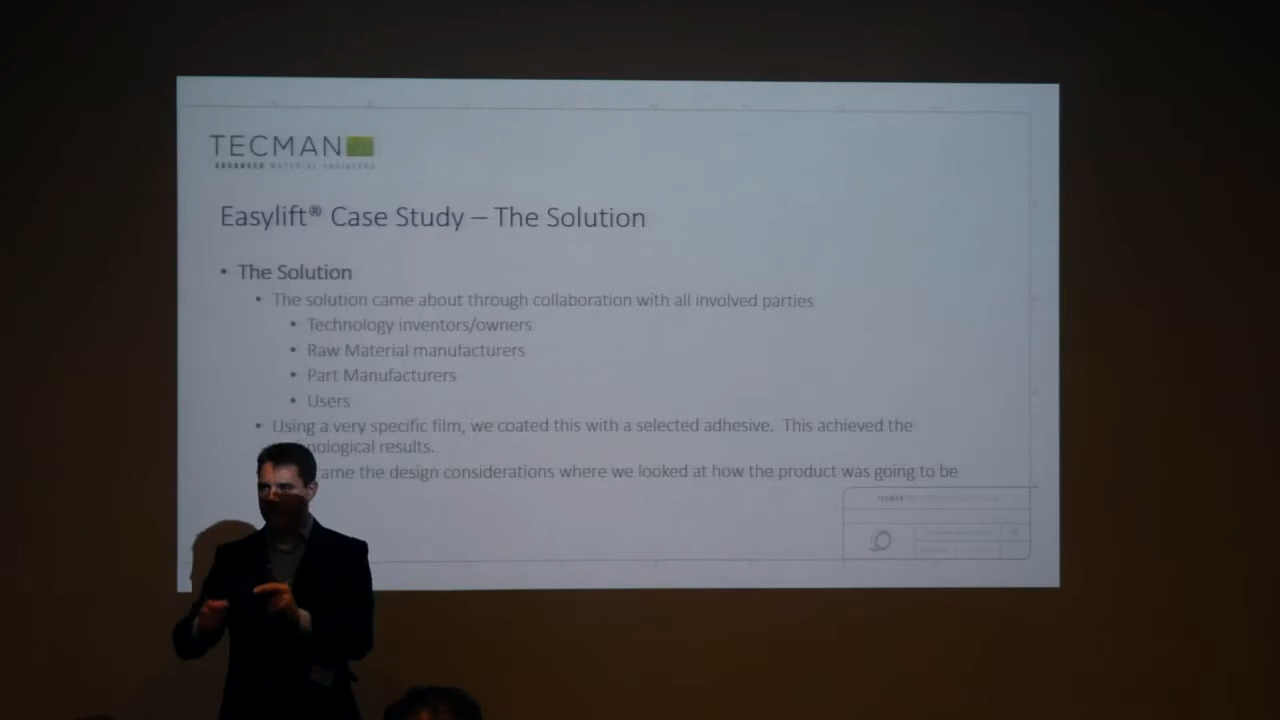 TECMAN
ADVANCED MATERIAL ENGINEERS
Easylift® Case Study – The Solution
• The Solution
• The solution came about through collaboration with all involved parties
• Technology inventors/owners
• Raw Material manufacturers
• Part Manufacturers
• Users
• Using a very specific film, we coated this with a selected adhesive. This achieved the
nological results.
ame the design considerations where we looked at how the product was going to be
TECMAN